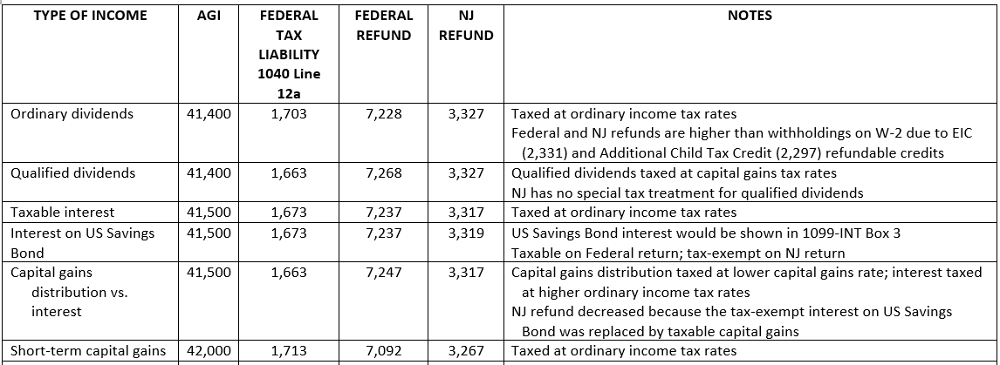 TYPE OF INCOME AGI FEDERAL TAX LIABILITY 1040 Line 12a FEDERAL REFUND NJ REFUND NOTES
Ordinary dividends 41,400 1,703 7,228 3,327 Taxed at ordinary income tax rates
Federal and NJ refunds are higher than withholdings on W-2 due to EIC
(2,331) and Additional Child Tax Credit (2,297) refundable credits
Qualified dividends 41,400 1,663 7,268 3,327 Qualified dividends taxed at capital gains tax rates
NJ has no special tax treatment for qualified dividends
Taxable interest 41,500 1,673 7,237 3,317 Taxed at ordinary income tax rates
Interest on US Savings 41,500 1,673 7,237 3,319 US Savings Bond interest would be shown in 1099-INT Box 3
Bond Taxable on Federal return; tax-exempt on NJ return
Capital gains 41,500 1,663 7,247 3,317 Capital gains distribution taxed at lower capital gains rate; interest taxed
distribution vs. at higher ordinary income tax rates
interest NJ refund decreased because the tax-exempt interest on US Savings
Bond was replaced by taxable capital gains
Short-term capital gains 42,000 1,713 7,092 3,267 Taxed at ordinary income tax rates